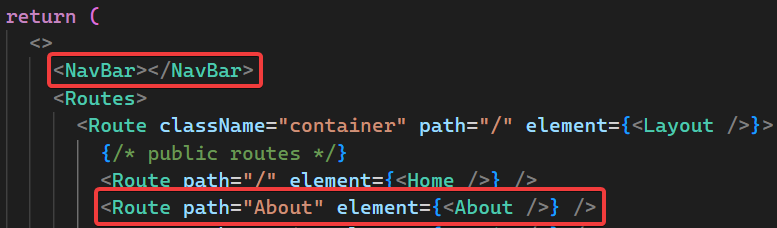 return (
<>
<NavBar></NavBar>
<Routes>
<Route className="container" path="/" element={<Layout />}>
{/* public routes */}
<Route path="/" element={<Home />} />
<Route path="About" element={<About />} />